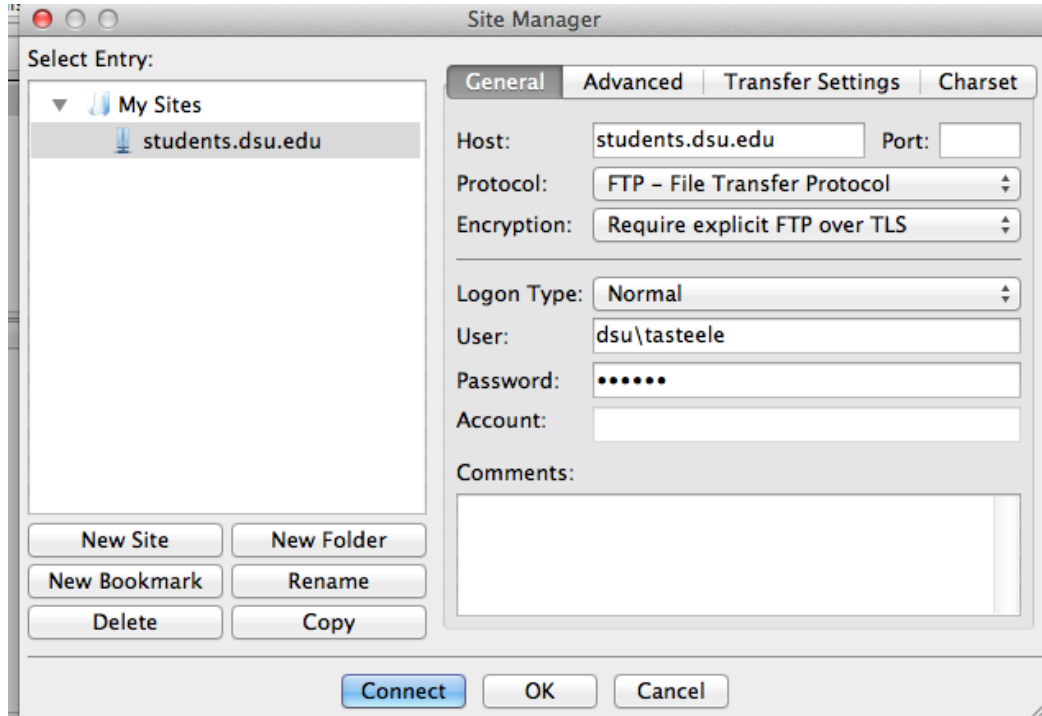 Site Manager
Select Entry:
My Sites
students.dsu.edu
New Site New Folder
New Bookmark Rename
Delete Copy
General Advanced Transfer Settings Charset
Host: students.dsu.edu Port:
Protocol: FTP – File Transfer Protocol
Encryption: Require explicit FTP over TLS
Logon Type: Normal
User: dsu\tasteele
Password: ••••••
Account:
Comments:
Connect OK Cancel